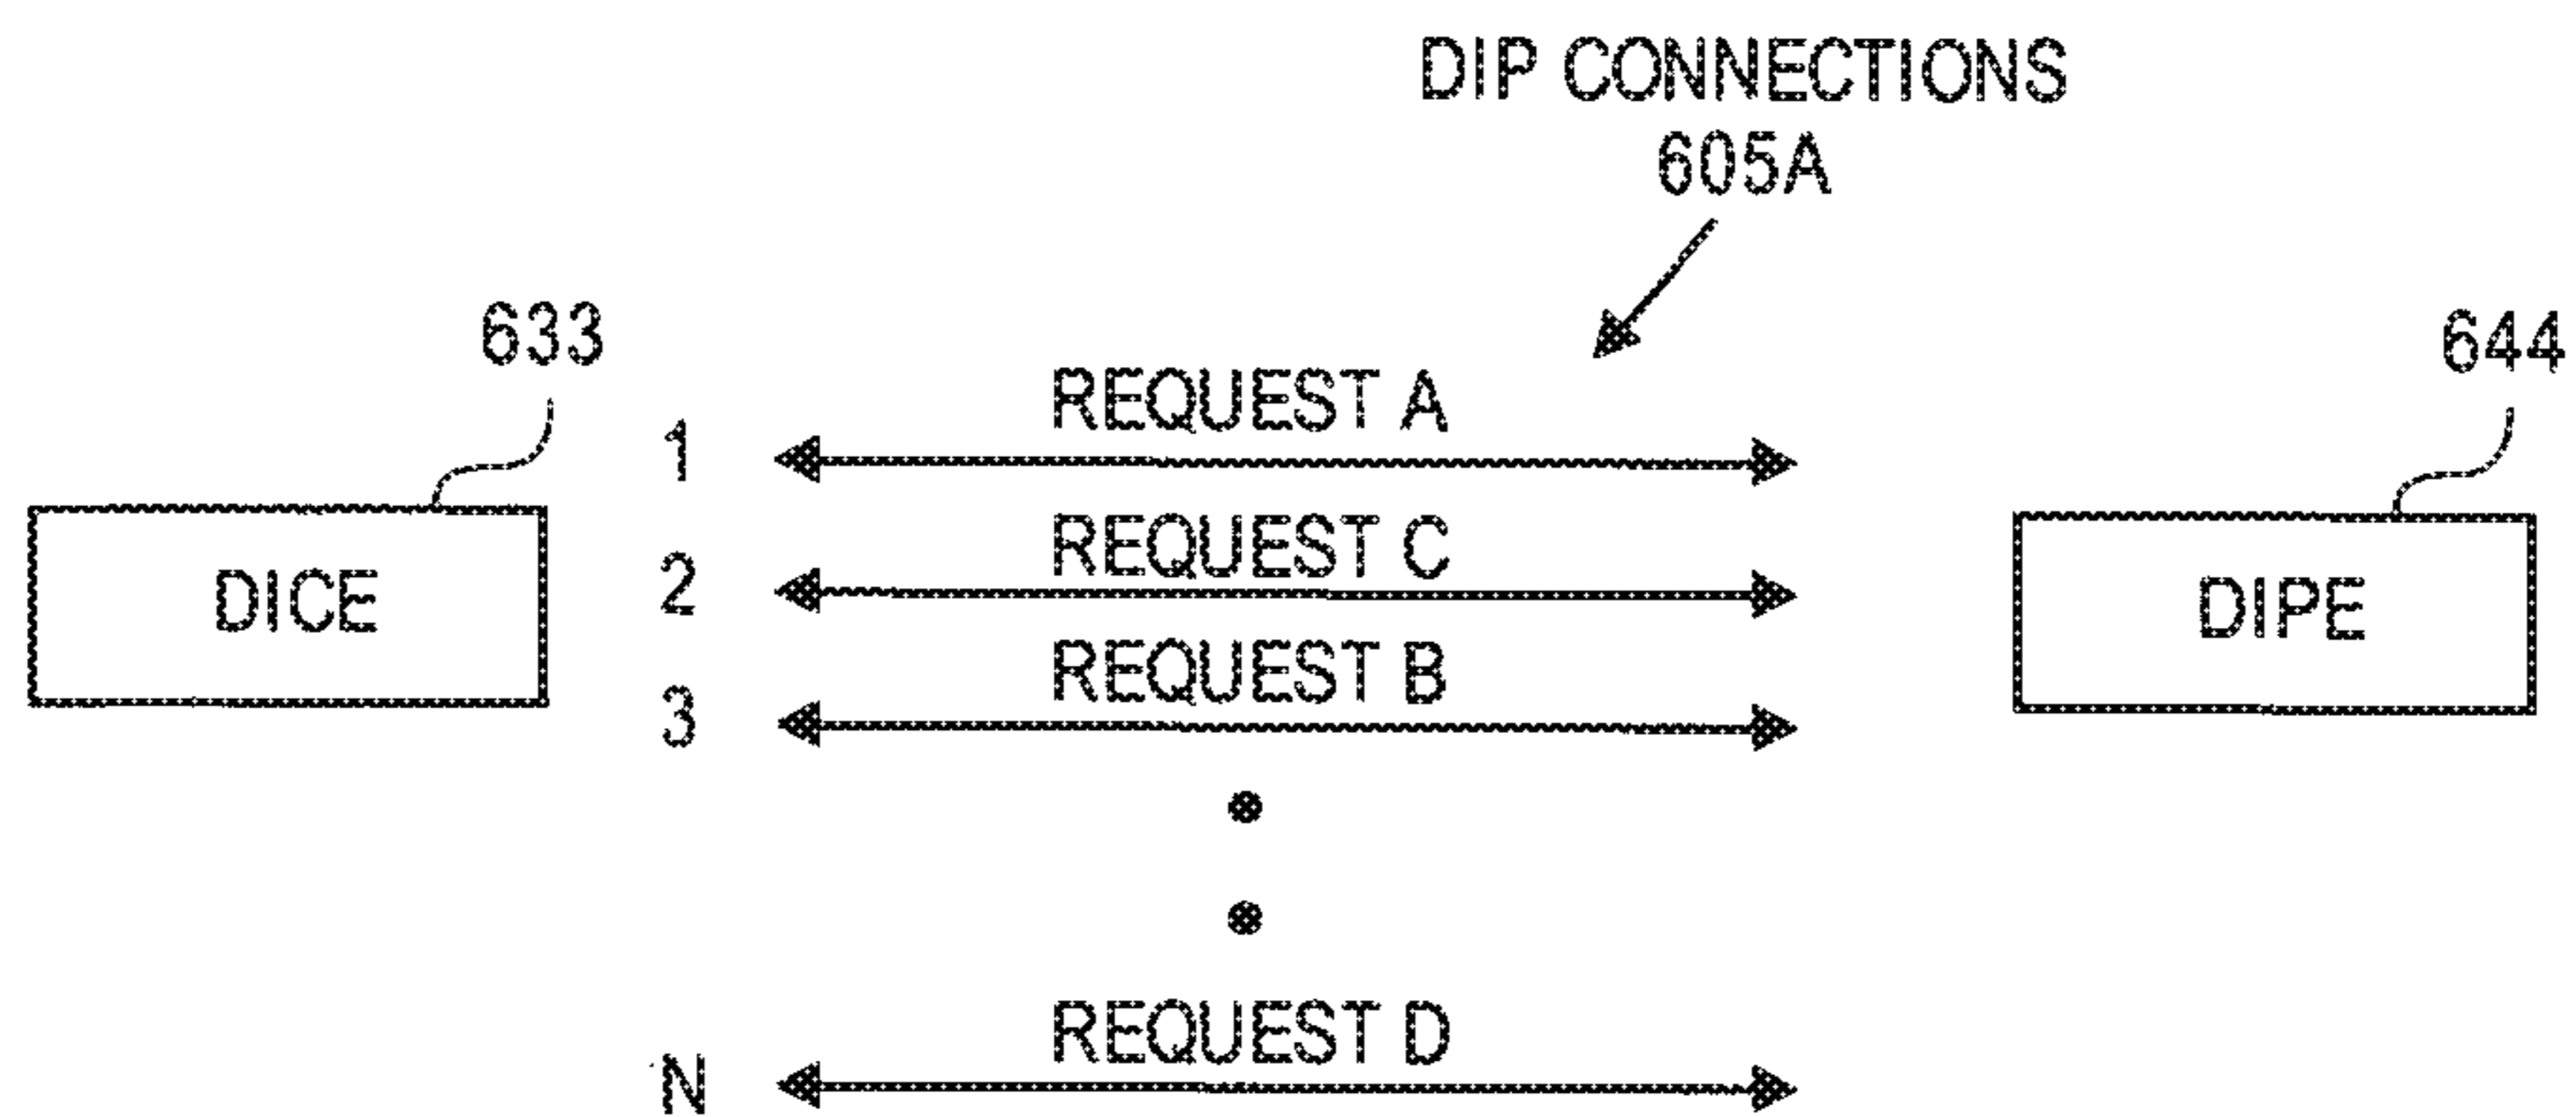 DIP CONNECTIONS
605A
633
644
1
REQUEST A
2
REQUEST C
DICE
DIPE
3
REQUEST B
N
REQUEST D